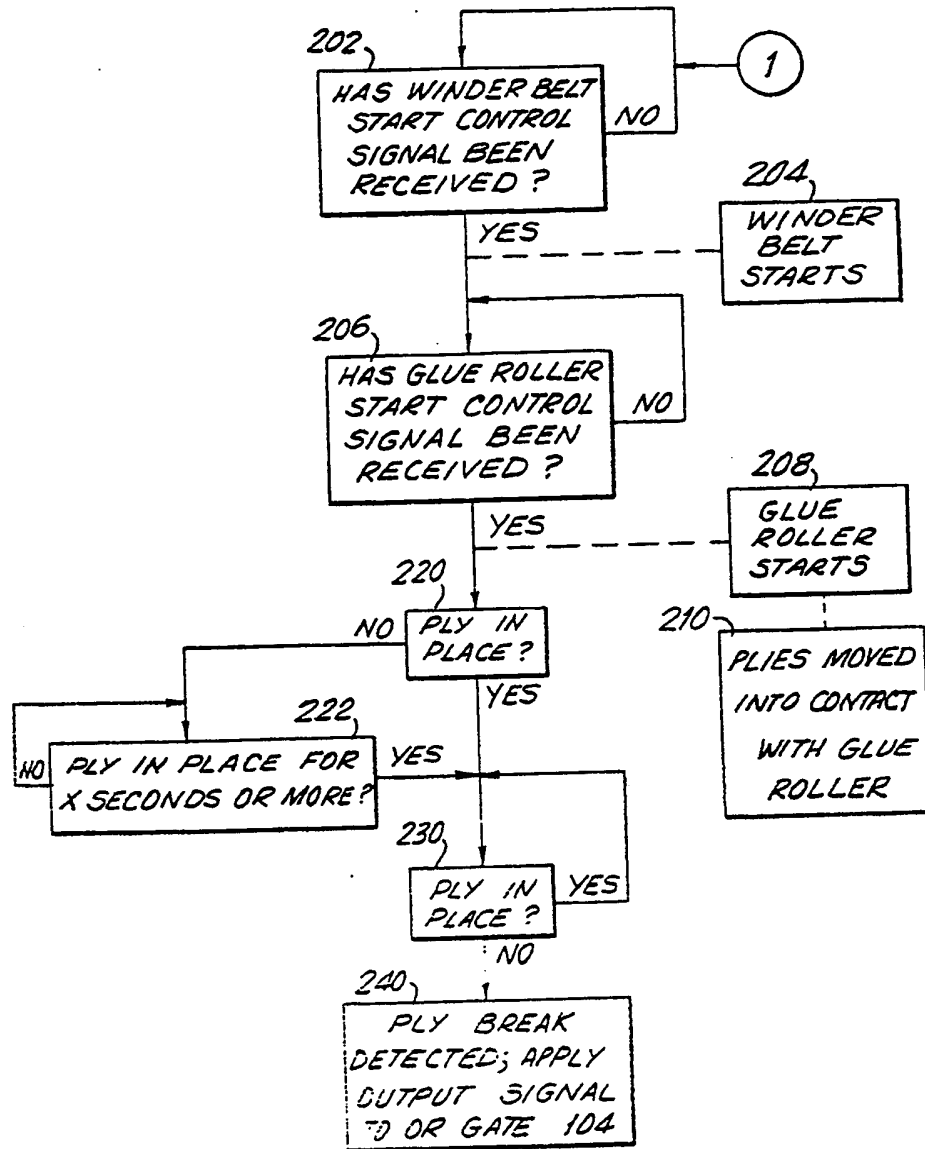 202
1
HAS WINDER BELT
START CONTROL
SIGNAL BEEN
RECEIVED ?
NO
YES
204
WINDER
BELT
STARTS
206
HAS GLUE ROLLER
START CONTROL
SIGNAL BEEN
RECEIVED ?
NO
YES
208
GLUE
ROLLER
STARTS
220
NO
PLY IN
PLACE ?
YES
210
PLIES MOVED
INTO CONTACT
WITH GLUE
ROLLER
222
NO
PLY IN PLACE FOR
X SECONDS OR MORE ?
YES
230
PLY IN
PLACE ?
YES
NO
240
PLY BREAK
DETECTED; APPLY
OUTPUT SIGNAL
TO OR GATE 104